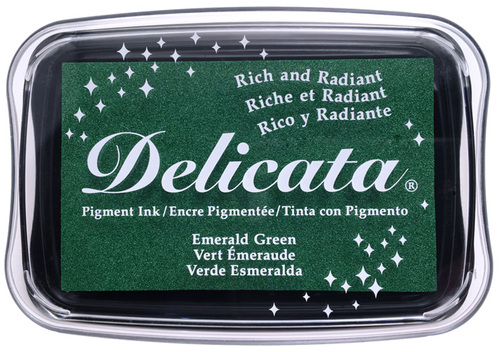 Rich and Radiant
Riche et Radiant
Rico y Radiante
Delicata®
Pigment Ink/Encre Pigmentée/Tinta con Pigmento
Emerald Green
Vert Émeraude
Verde Esmeralda